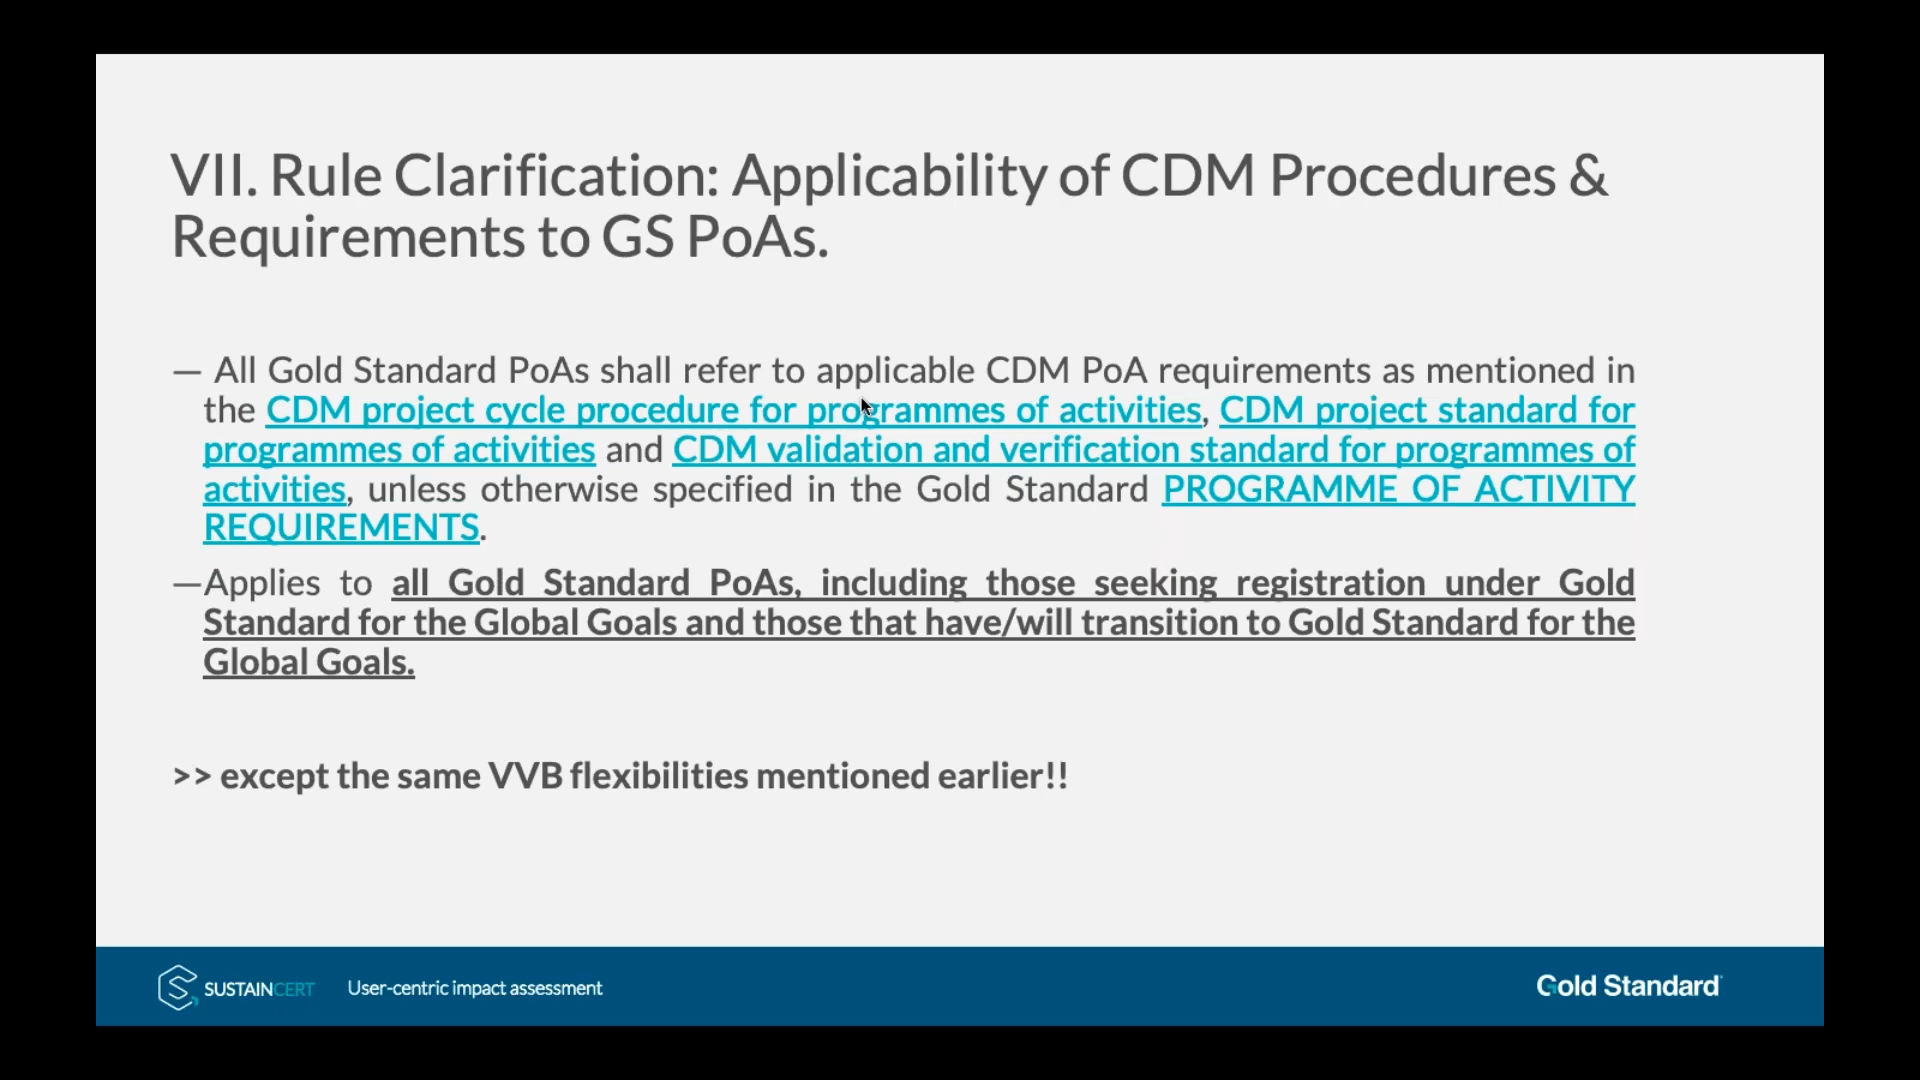 VII. Rule Clarification: Applicability of CDM Procedures &
Requirements to GS PoAs.
— All Gold Standard PoAs shall refer to applicable CDM PoA requirements as mentioned in
the CDM project cycle procedure for programmes of activities, CDM project standard for
programmes of activities and CDM validation and verification standard for programmes of
activities, unless otherwise specified in the Gold Standard PROGRAMME OF ACTIVITY
REQUIREMENTS.
—Applies to all Gold Standard PoAs, including those seeking registration under Gold
Standard for the Global Goals and those that have/will transition to Gold Standard for the
Global Goals.
>> except the same VVB flexibilities mentioned earlier!!
SUSTAINCERT User-centric impact assessment Gold Standard